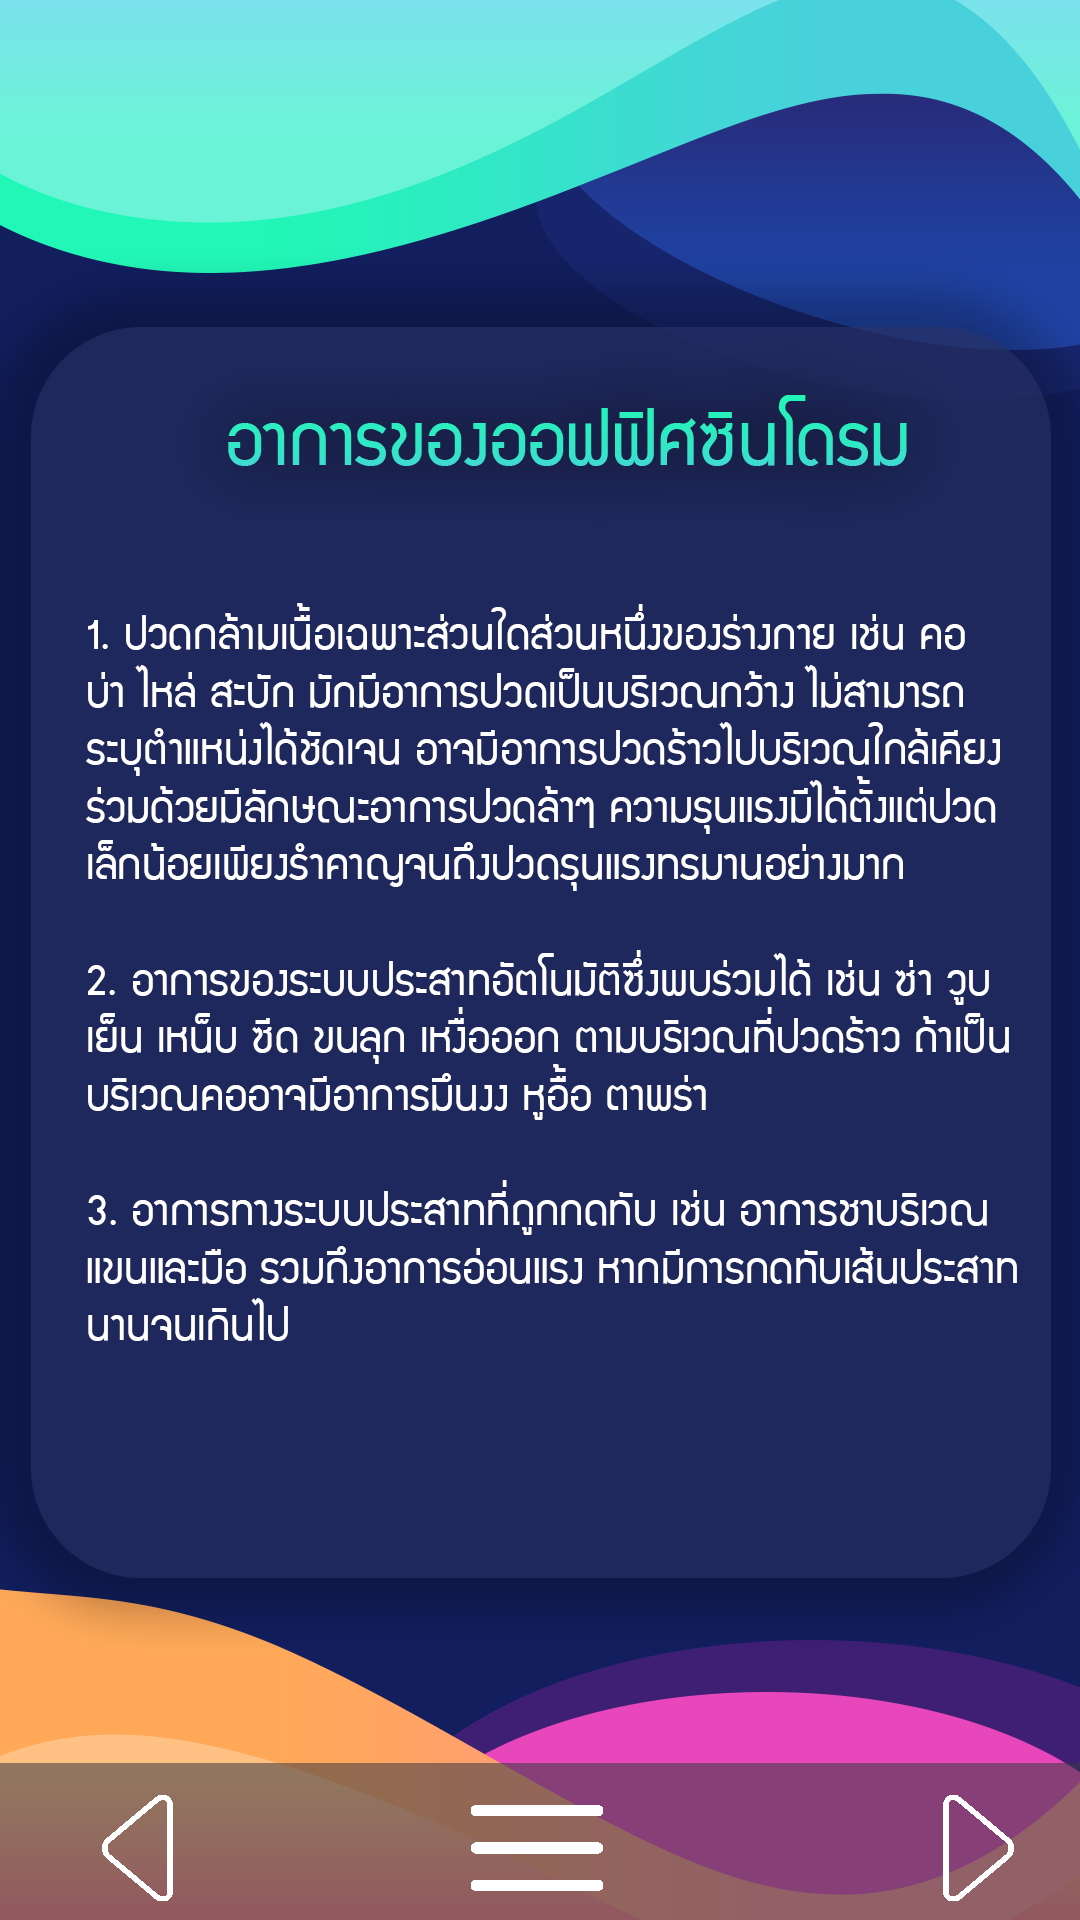 อาการของออฟฟิศซินโดรม
1. ปวดกล้ามเนื้อเฉพาะส่วนใดส่วนหนึ่งของร่างกาย เช่น คอ
บ่า ไหล่ สะบัก มักมีอาการปวดเป็นบริเวณกว้าง ไม่สามารถ
ระบุตำแหน่งได้ชัดเจน อาจมีอาการปวดร้าวไปบริเวณใกล้เคียง
ร่วมด้วยมีลักษณะอาการปวดล้าๆ ความรุนแรงมีได้ตั้งแต่ปวด
เล็กน้อยเพียงรำคาญจนถึงปวดรุนแรงทรมานอย่างมาก
2. อาการของระบบประสาทอัตโนมัติซึ่งพบร่วมได้ เช่น ซ่า วูบ
เย็น เหน็บ ซีด ขนลุก เหงื่อออก ตามบริเวณที่ปวดร้าว ถ้าเป็น
บริเวณคออาจมีอาการมึนงง หูอื้อ ตาพร่า
3. อาการทางระบบประสาทที่ถูกกดทับ เช่น อาการชาบริเวณ
แขนและมือ รวมถึงอาการอ่อนแรง หากมีการกดทับเส้นประสาท
นานจนเกินไป